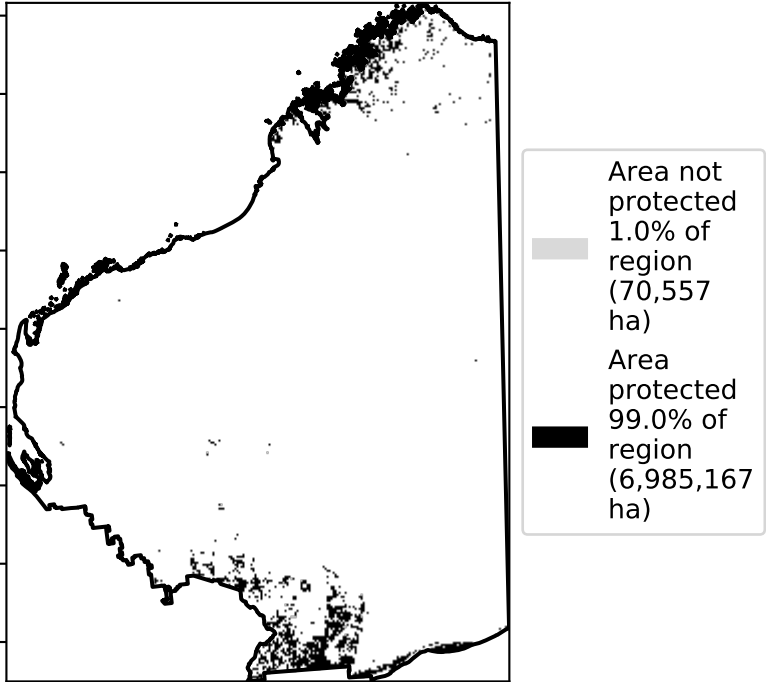 Area not
protected
1.0% of
region
(70,557
ha)
Area
protected
99.0% of
region
(6,985,167
ha)